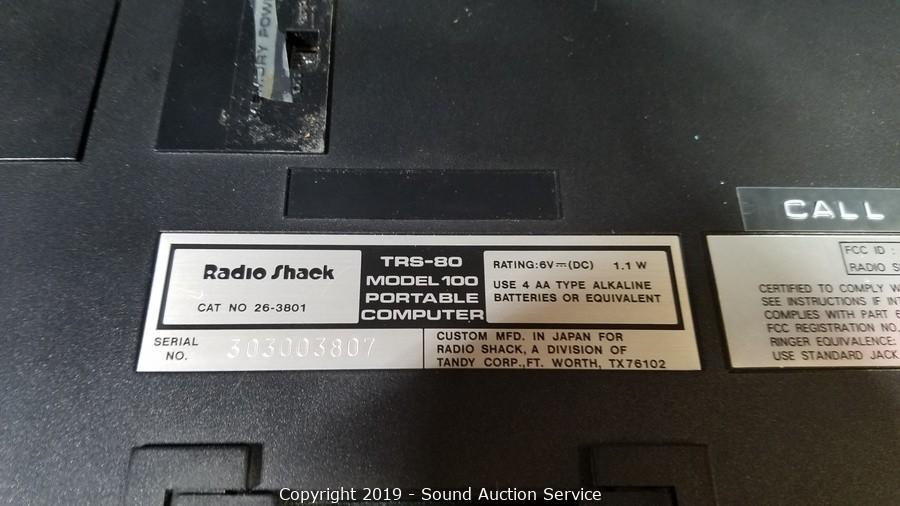 MEMORY POW
Radio Shack
CAT NO 26-3801
TRS-80
MODEL 100
PORTABLE
COMPUTER
RATING:6V⎓(DC) 1.1 W
USE 4 AA TYPE ALKALINE
BATTERIES OR EQUIVALENT
SERIAL
NO. 303003807
CUSTOM MFD. IN JAPAN FOR
RADIO SHACK, A DIVISION OF
TANDY CORP.,FT. WORTH, TX76102
CALL
FCC ID :
RADIO S
CERTIFIED TO COMPLY W
SEE INSTRUCTIONS IF INT
COMPLIES WITH PART 6
FCC REGISTRATION NO.
RINGER EQUIVALENCE:
USE STANDARD JACK
Copyright 2019 - Sound Auction Service